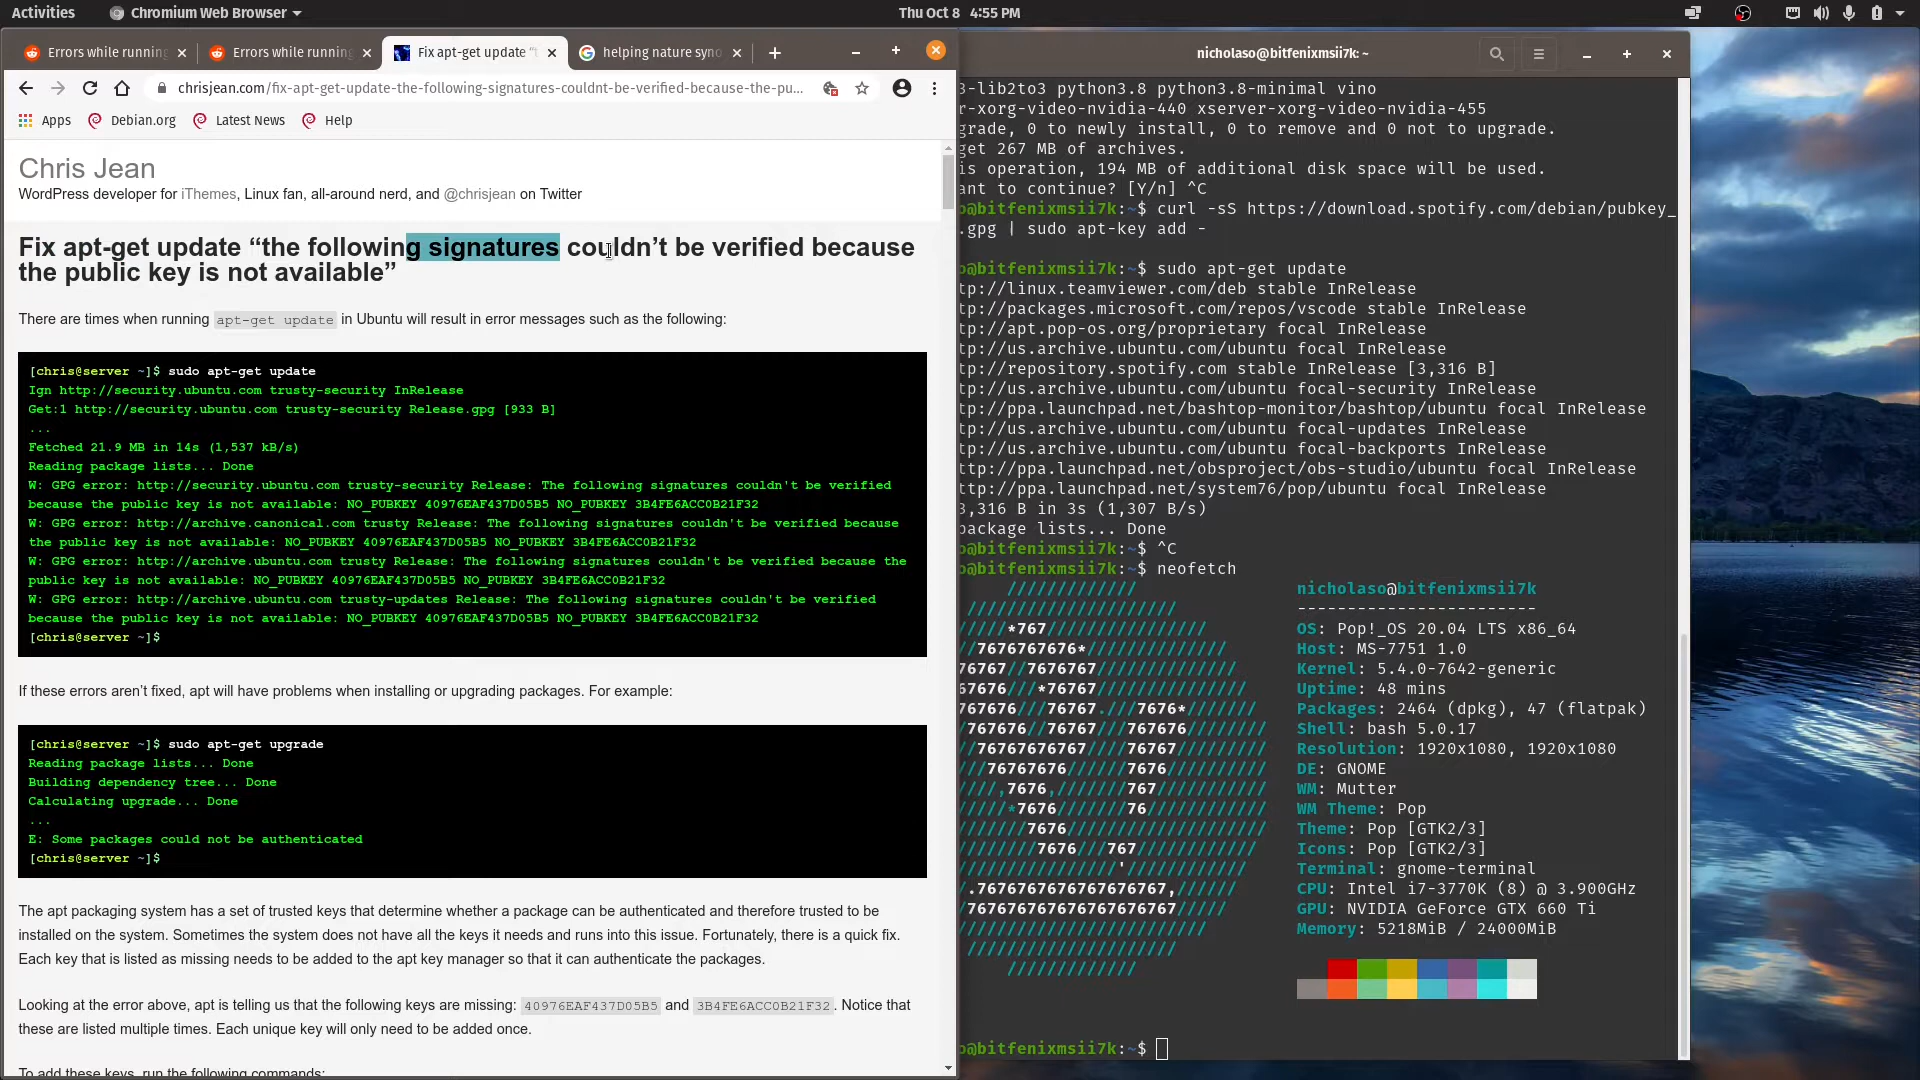 Activities
Chromium Web Browser
Thu Oct 8 4:55 PM
Errors while runnin
Errors while runnin
Fix apt-get update “t
helping nature syno
chrisjean.com/fix-apt-get-update-the-following-signatures-couldnt-be-verified-because-the-pu...
Apps
Debian.org
Latest News
Help
Chris Jean
WordPress developer for iThemes, Linux fan, all-around nerd, and @chrisjean on Twitter
Fix apt-get update “the following signatures couldn’t be verified because
the public key is not available”
There are times when running apt-get update in Ubuntu will result in error messages such as the following:
[chris@server ~]$ sudo apt-get update
Ign http://security.ubuntu.com trusty-security InRelease
Get:1 http://security.ubuntu.com trusty-security Release.gpg [933 B]
...
Fetched 21.9 MB in 14s (1,537 kB/s)
Reading package lists... Done
W: GPG error: http://security.ubuntu.com trusty-security Release: The following signatures couldn't be verified
because the public key is not available: NO_PUBKEY 40976EAF437D05B5 NO_PUBKEY 3B4FE6ACC0B21F32
W: GPG error: http://archive.canonical.com trusty Release: The following signatures couldn't be verified because
the public key is not available: NO_PUBKEY 40976EAF437D05B5 NO_PUBKEY 3B4FE6ACC0B21F32
W: GPG error: http://archive.ubuntu.com trusty Release: The following signatures couldn't be verified because the
public key is not available: NO_PUBKEY 40976EAF437D05B5 NO_PUBKEY 3B4FE6ACC0B21F32
W: GPG error: http://archive.ubuntu.com trusty-updates Release: The following signatures couldn't be verified
because the public key is not available: NO_PUBKEY 40976EAF437D05B5 NO_PUBKEY 3B4FE6ACC0B21F32
[chris@server ~]$
If these errors aren’t fixed, apt will have problems when installing or upgrading packages. For example:
[chris@server ~]$ sudo apt-get upgrade
Reading package lists... Done
Building dependency tree... Done
Calculating upgrade... Done
...
E: Some packages could not be authenticated
[chris@server ~]$
The apt packaging system has a set of trusted keys that determine whether a package can be authenticated and therefore trusted to be
installed on the system. Sometimes the system does not have all the keys it needs and runs into this issue. Fortunately, there is a quick fix.
Each key that is listed as missing needs to be added to the apt key manager so that it can authenticate the packages.
Looking at the error above, apt is telling us that the following keys are missing: 40976EAF437D05B5 and 3B4FE6ACC0B21F32. Notice that
these are listed multiple times. Each unique key will only need to be added once.
To add these keys, run the following commands:
nicholaso@bitfenixmsii7k: ~
3-lib2to3 python3.8 python3.8-minimal vino
r-xorg-video-nvidia-440 xserver-xorg-video-nvidia-455
grade, 0 to newly install, 0 to remove and 0 not to upgrade.
get 267 MB of archives.
is operation, 194 MB of additional disk space will be used.
ant to continue? [Y/n] ^C
o@bitfenixmsii7k:~$ curl -sS https://download.spotify.com/debian/pubkey_
.gpg | sudo apt-key add -
o@bitfenixmsii7k:~$ sudo apt-get update
tp://linux.teamviewer.com/deb stable InRelease
tp://packages.microsoft.com/repos/vscode stable InRelease
tp://apt.pop-os.org/proprietary focal InRelease
tp://us.archive.ubuntu.com/ubuntu focal InRelease
tp://repository.spotify.com stable InRelease [3,316 B]
tp://us.archive.ubuntu.com/ubuntu focal-security InRelease
tp://ppa.launchpad.net/bashtop-monitor/bashtop/ubuntu focal InRelease
tp://us.archive.ubuntu.com/ubuntu focal-updates InRelease
tp://us.archive.ubuntu.com/ubuntu focal-backports InRelease
ttp://ppa.launchpad.net/obsproject/obs-studio/ubuntu focal InRelease
ttp://ppa.launchpad.net/system76/pop/ubuntu focal InRelease
3,316 B in 3s (1,307 B/s)
package lists... Done
o@bitfenixmsii7k:~$ ^C
o@bitfenixmsii7k:~$ neofetch
nicholaso@bitfenixmsii7k
------------------------
OS: Pop!_OS 20.04 LTS x86_64
Host: MS-7751 1.0
Kernel: 5.4.0-7642-generic
Uptime: 48 mins
Packages: 2464 (dpkg), 47 (flatpak)
Shell: bash 5.0.17
Resolution: 1920x1080, 1920x1080
DE: GNOME
WM: Mutter
WM Theme: Pop
Theme: Pop [GTK2/3]
Icons: Pop [GTK2/3]
Terminal: gnome-terminal
CPU: Intel i7-3770K (8) @ 3.900GHz
GPU: NVIDIA GeForce GTX 660 Ti
Memory: 5218MiB / 24000MiB
o@bitfenixmsii7k:~$